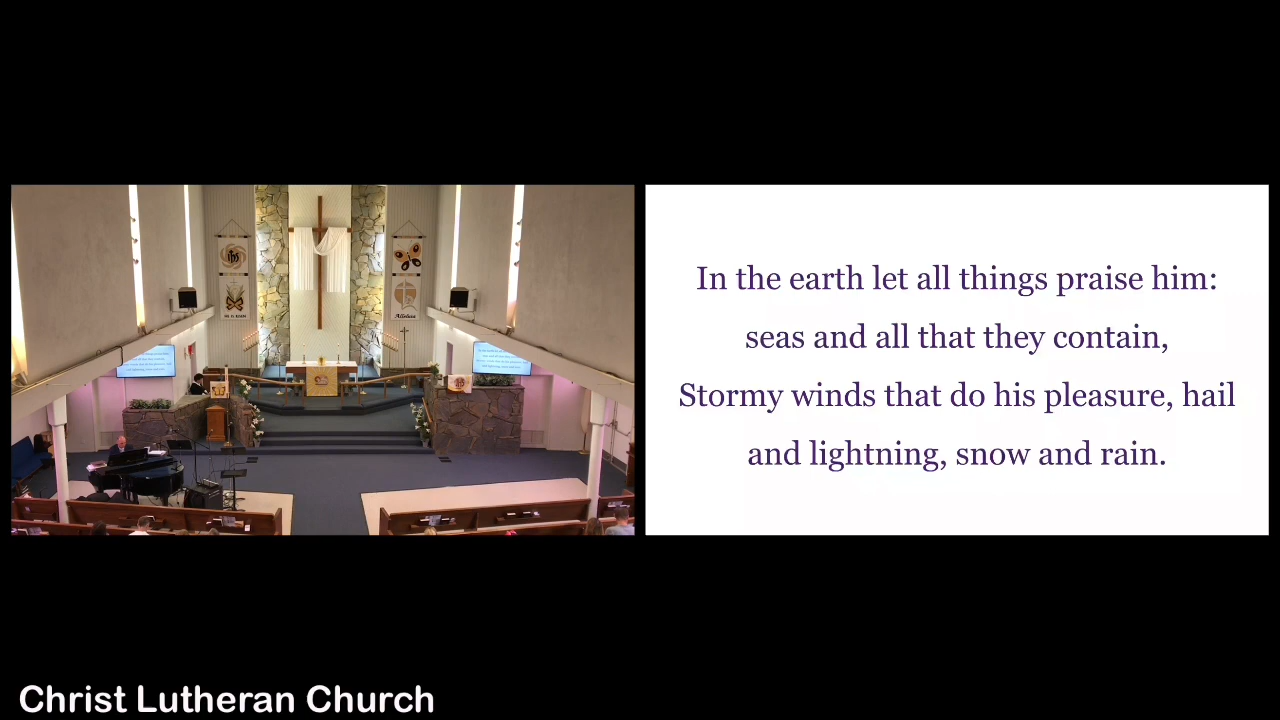 In the earth let all things praise him:
seas and all that they contain,
Stormy winds that do his pleasure, hail
and lightning, snow and rain.
Alleluia
Christ Lutheran Church